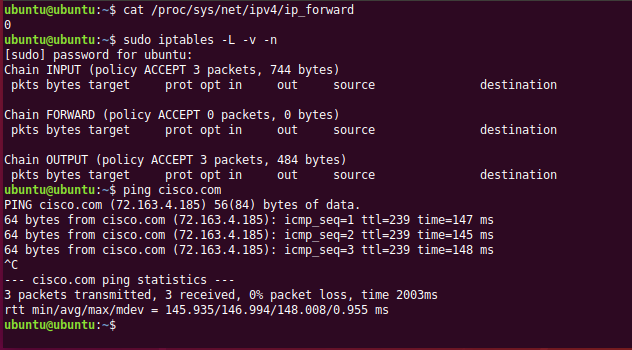 ubuntu@ubuntu:~$ cat /proc/sys/net/ipv4/ip_forward
0
ubuntu@ubuntu:~$ sudo iptables -L -v -n
[sudo] password for ubuntu:
Chain INPUT (policy ACCEPT 3 packets, 744 bytes)
 pkts bytes target     prot opt in     out     source               destination

Chain FORWARD (policy ACCEPT 0 packets, 0 bytes)
 pkts bytes target     prot opt in     out     source               destination

Chain OUTPUT (policy ACCEPT 3 packets, 484 bytes)
 pkts bytes target     prot opt in     out     source               destination
ubuntu@ubuntu:~$ ping cisco.com
PING cisco.com (72.163.4.185) 56(84) bytes of data.
64 bytes from cisco.com (72.163.4.185): icmp_seq=1 ttl=239 time=147 ms
64 bytes from cisco.com (72.163.4.185): icmp_seq=2 ttl=239 time=145 ms
64 bytes from cisco.com (72.163.4.185): icmp_seq=3 ttl=239 time=148 ms
^C
--- cisco.com ping statistics ---
3 packets transmitted, 3 received, 0% packet loss, time 2003ms
rtt min/avg/max/mdev = 145.935/146.994/148.008/0.955 ms
ubuntu@ubuntu:~$